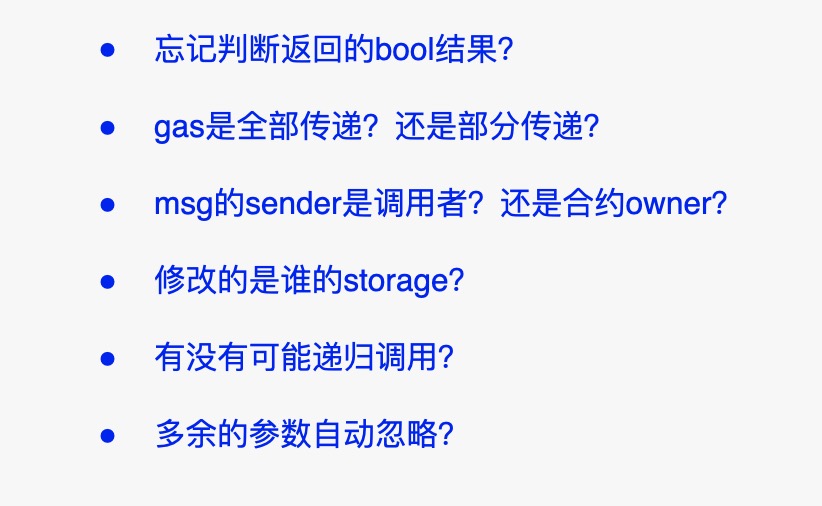 ● 忘记判断返回的bool结果？
● gas是全部传递？还是部分传递？
● msg的sender是调用者？还是合约owner？
● 修改的是谁的storage？
● 有没有可能递归调用？
● 多余的参数自动忽略？